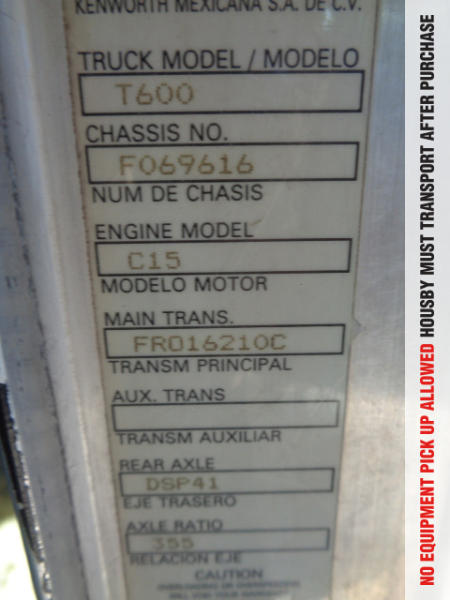 KENWORTH MEXICANA S.A. DE C.V.
TRUCK MODEL / MODELO
T600
CHASSIS NO.
F069616
NUM DE CHASIS
ENGINE MODEL
C15
MODELO MOTOR
MAIN TRANS.
FRO16210C
TRANSM PRINCIPAL
AUX. TRANS
TRANSM AUXILIAR
REAR AXLE
DSP41
EJE TRASERO
AXLE RATIO
355
RELACION EJE
CAUTION
NO EQUIPMENT PICK UP ALLOWED HOUSBY MUST TRANSPORT AFTER PURCHASE